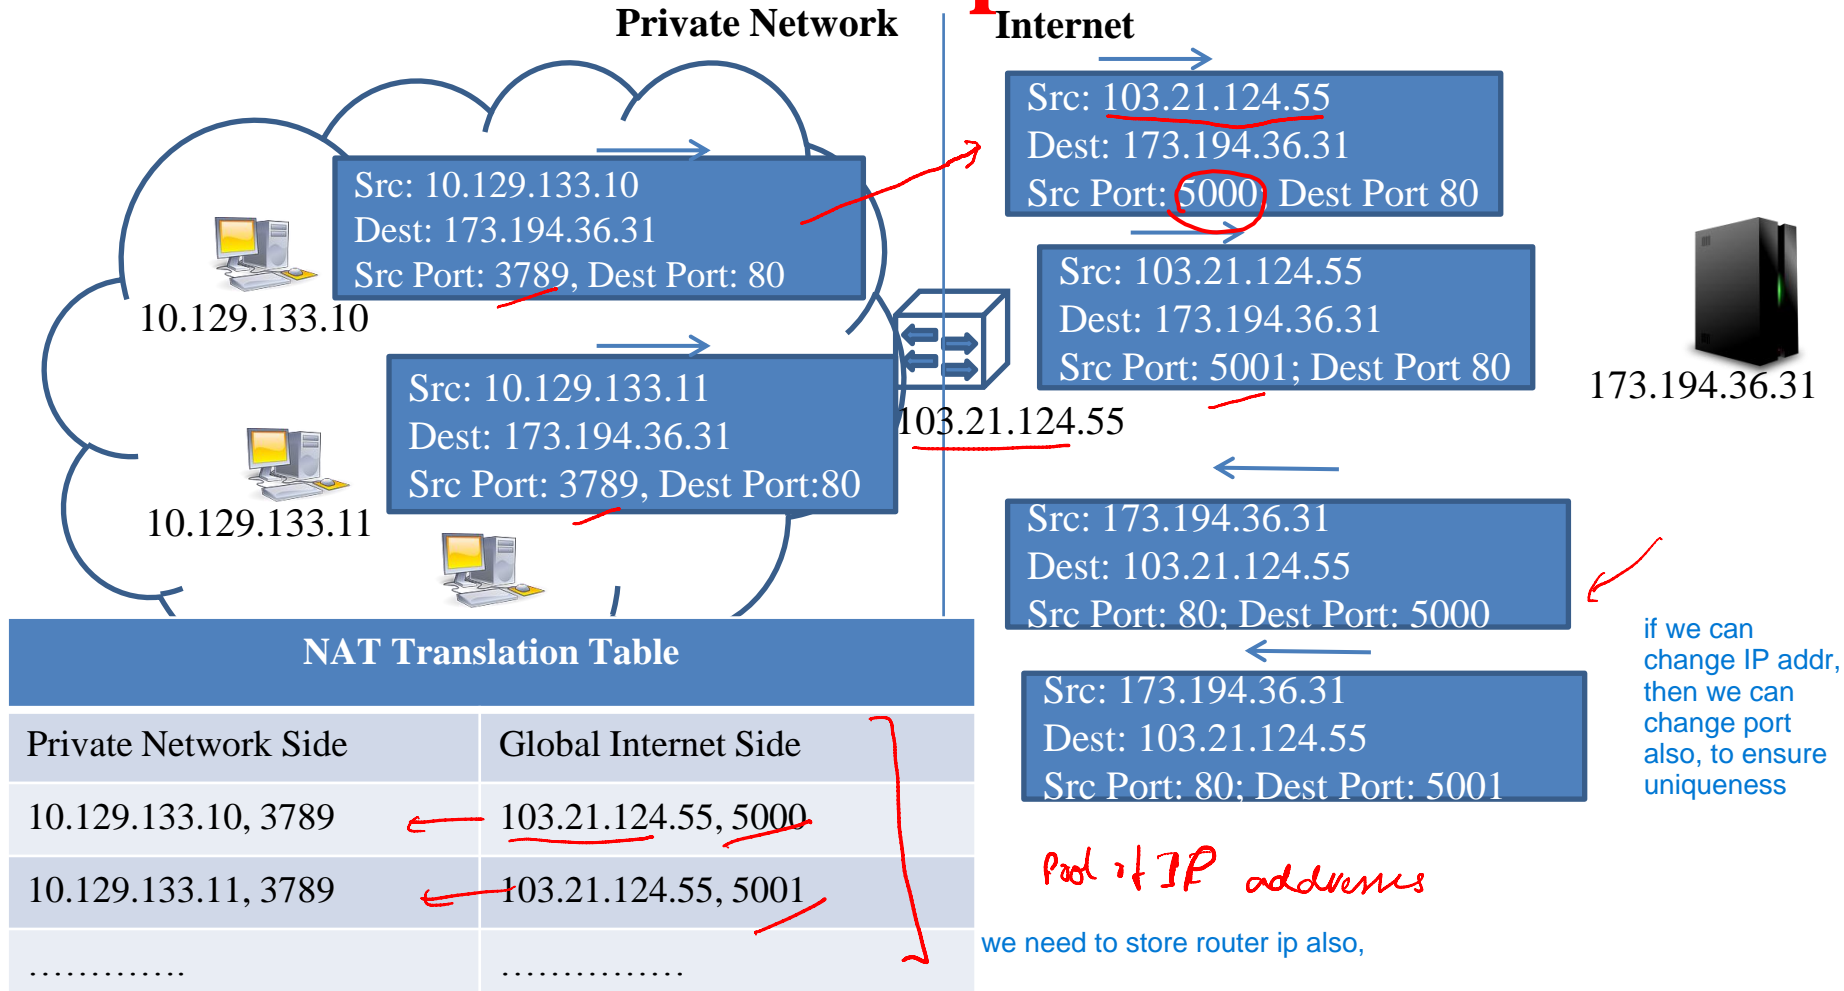 Private Network
Internet
Src: 103.21.124.55
Dest: 173.194.36.31
Src Port: 5000; Dest Port 80
Src: 10.129.133.10
Dest: 173.194.36.31
Src Port: 3789, Dest Port: 80
10.129.133.10
Src: 103.21.124.55
Dest: 173.194.36.31
Src Port: 5001; Dest Port 80
173.194.36.31
Src: 10.129.133.11
Dest: 173.194.36.31
Src Port: 3789, Dest Port:80
103.21.124.55
10.129.133.11
Src: 173.194.36.31
Dest: 103.21.124.55
Src Port: 80; Dest Port: 5000
Src: 173.194.36.31
Dest: 103.21.124.55
Src Port: 80; Dest Port: 5001
if we can
change IP addr,
then we can
change port
also, to ensure
uniqueness
NAT Translation Table
Private Network Side
Global Internet Side
10.129.133.10, 3789
103.21.124.55, 5000
10.129.133.11, 3789
103.21.124.55, 5001
………….
……………
Pool of IP addresses
we need to store router ip also,